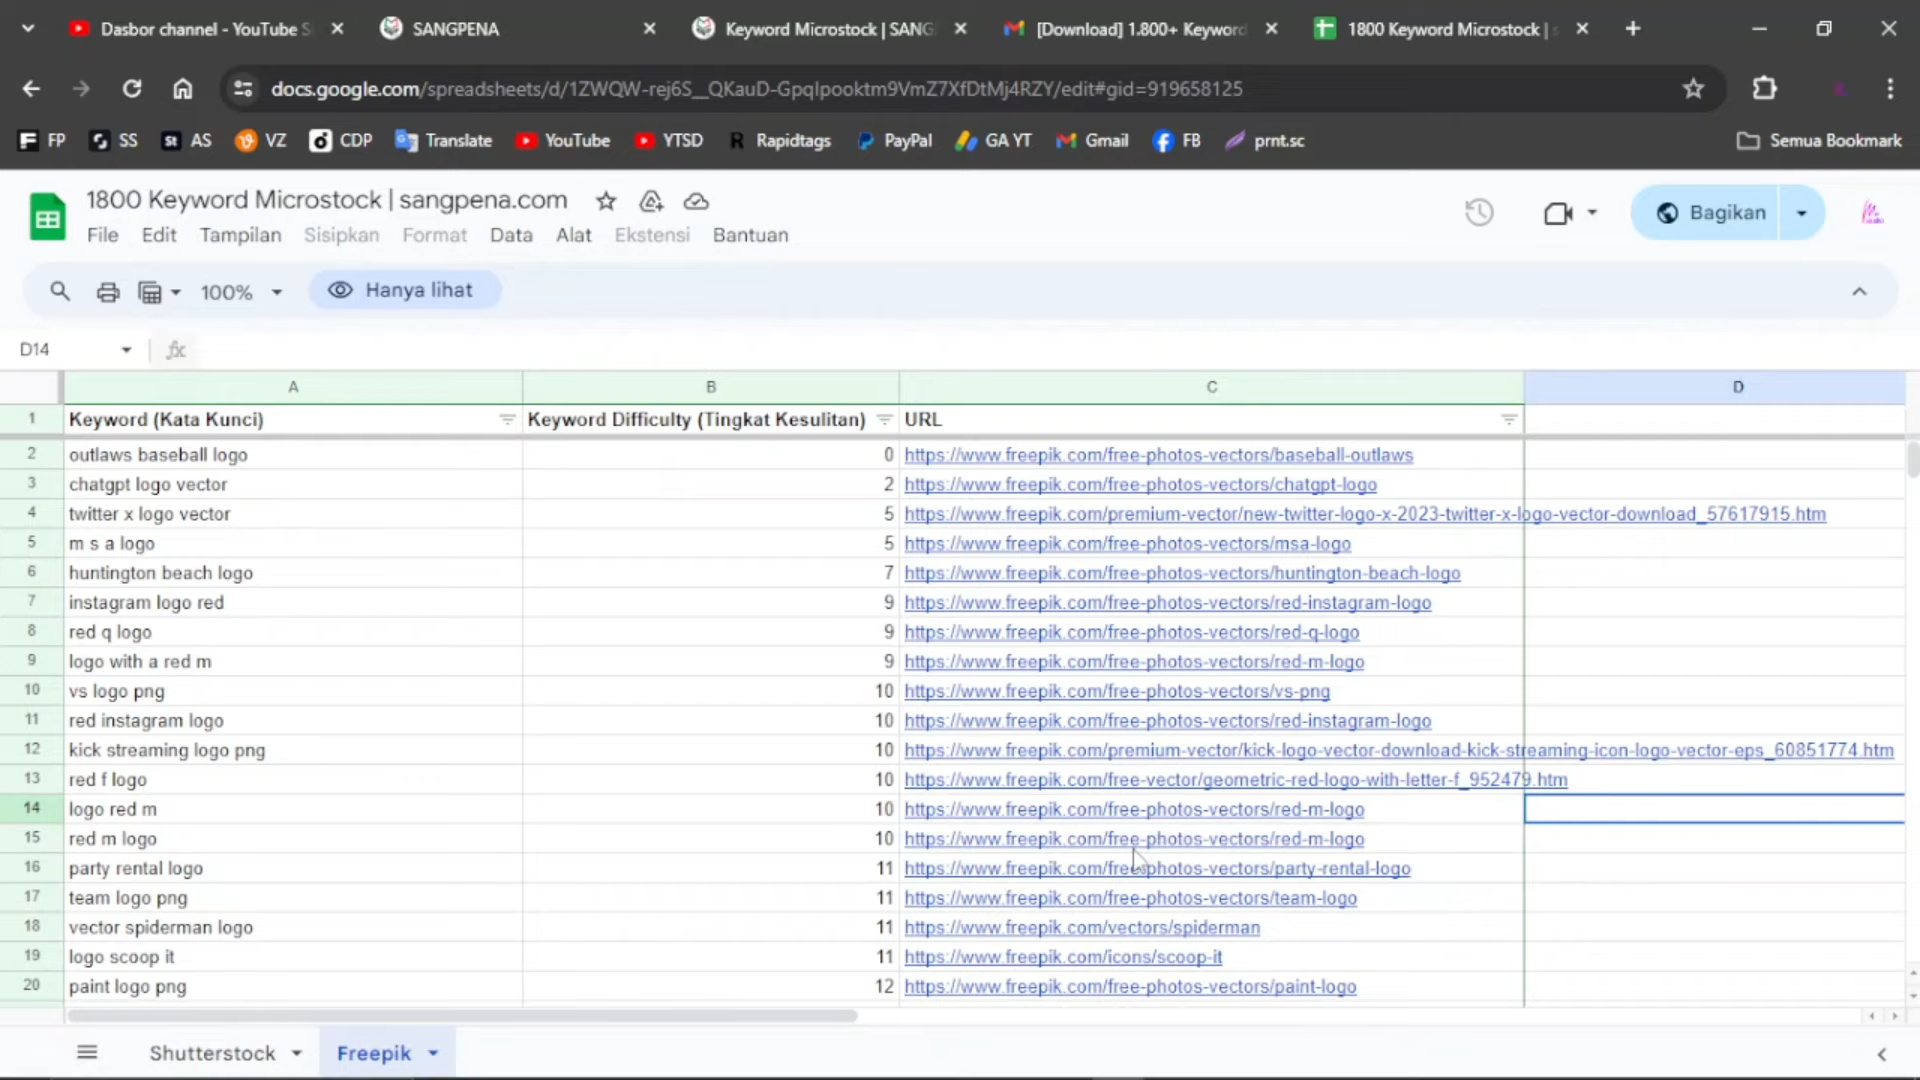 Dasbor channel - YouTube S
SANGPENA
Keyword Microstock | SANG
[Download] 1.800+ Keyword
1800 Keyword Microstock | s
docs.google.com/spreadsheets/d/1ZWQW-rej6S__QKauD-GpqIpooktm9VmZ7XfDtMj4RZY/edit#gid=919658125
FP SS AS VZ CDP Translate YouTube YTSD Rapidtags PayPal GA YT Gmail FB prnt.sc Semua Bookmark
1800 Keyword Microstock | sangpena.com
File Edit Tampilan Sisipkan Format Data Alat Ekstensi Bantuan
Bagikan
100% Hanya lihat
D14 fx
A B C D
1 Keyword (Kata Kunci) Keyword Difficulty (Tingkat Kesulitan) URL
2 outlaws baseball logo 0 https://www.freepik.com/free-photos-vectors/baseball-outlaws
3 chatgpt logo vector 2 https://www.freepik.com/free-photos-vectors/chatgpt-logo
4 twitter x logo vector 5 https://www.freepik.com/premium-vector/new-twitter-logo-x-2023-twitter-x-logo-vector-download_57617915.htm
5 m s a logo 5 https://www.freepik.com/free-photos-vectors/msa-logo
6 huntington beach logo 7 https://www.freepik.com/free-photos-vectors/huntington-beach-logo
7 instagram logo red 9 https://www.freepik.com/free-photos-vectors/red-instagram-logo
8 red q logo 9 https://www.freepik.com/free-photos-vectors/red-q-logo
9 logo with a red m 9 https://www.freepik.com/free-photos-vectors/red-m-logo
10 vs logo png 10 https://www.freepik.com/free-photos-vectors/vs-png
11 red instagram logo 10 https://www.freepik.com/free-photos-vectors/red-instagram-logo
12 kick streaming logo png 10 https://www.freepik.com/premium-vector/kick-logo-vector-download-kick-streaming-icon-logo-vector-eps_60851774.htm
13 red f logo 10 https://www.freepik.com/free-vector/geometric-red-logo-with-letter-f_952479.htm
14 logo red m 10 https://www.freepik.com/free-photos-vectors/red-m-logo
15 red m logo 10 https://www.freepik.com/free-photos-vectors/red-m-logo
16 party rental logo 11 https://www.freepik.com/free-photos-vectors/party-rental-logo
17 team logo png 11 https://www.freepik.com/free-photos-vectors/team-logo
18 vector spiderman logo 11 https://www.freepik.com/vectors/spiderman
19 logo scoop it 11 https://www.freepik.com/icons/scoop-it
20 paint logo png 12 https://www.freepik.com/free-photos-vectors/paint-logo
Shutterstock Freepik